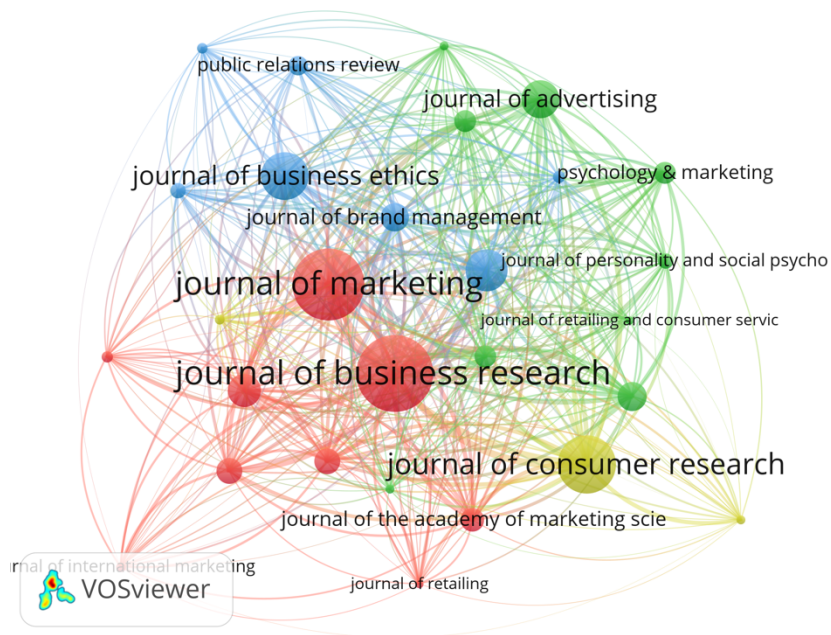 public relations review
journal of advertising
journal of business ethics
psychology & marketing
journal of brand management
journal of personality and social psycho
journal of marketing
journal of retailing and consumer servic
journal of business research
journal of consumer research
journal of the academy of marketing scie
rnal of international marketing
journal of retailing
VOSviewer